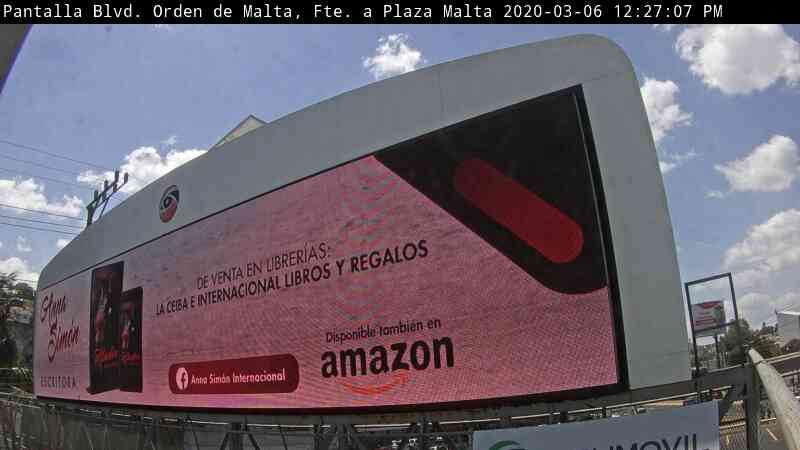 Pantalla Blvd. Orden de Malta, Fte. a Plaza Malta 2020-03-06 12:27:07 PM
Anna
Simón
ESCRITORA
DE VENTA EN LIBRERÍAS:
LA CEIBA E INTERNACIONAL LIBROS Y REGALOS
Anna Simón Internacional
Disponible también en
amazon